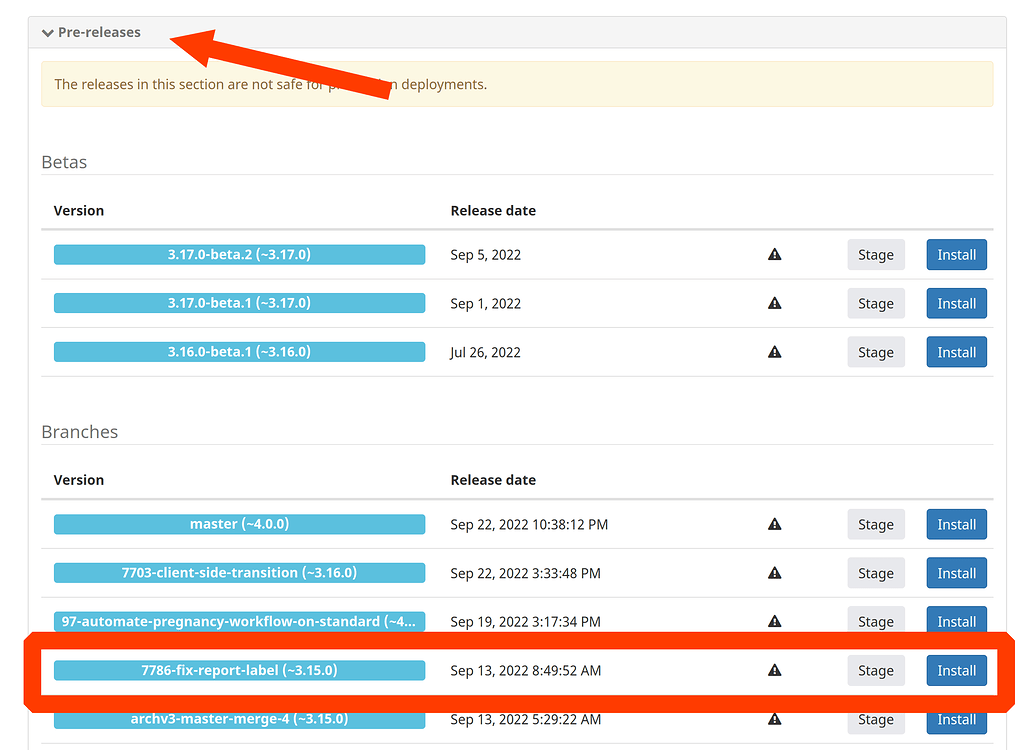 Pre-releases
The releases in this section are not safe for deployments.
Betas
Version Release date
3.17.0-beta.2 (~3.17.0) Sep 5, 2022 Stage Install
3.17.0-beta.1 (~3.17.0) Sep 1, 2022 Stage Install
3.16.0-beta.1 (~3.16.0) Jul 26, 2022 Stage Install
Branches
Version Release date
master (~4.0.0) Sep 22, 2022 10:38:12 PM Stage Install
7703-client-side-transition (~3.16.0) Sep 22, 2022 3:33:48 PM Stage Install
97-automate-pregnancy-workflow-on-standard (~4... Sep 19, 2022 3:17:34 PM Stage Install
7786-fix-report-label (~3.15.0) Sep 13, 2022 8:49:52 AM Stage Install
archv3-master-merge-4 (~3.15.0) Sep 13, 2022 5:29:22 AM Stage Install